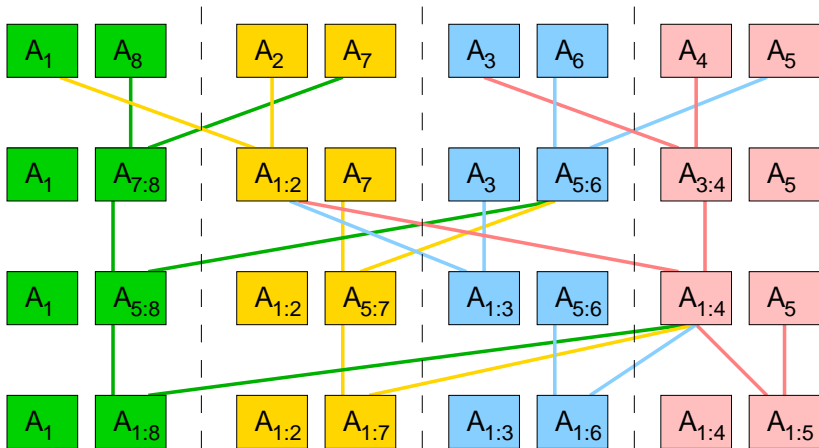 A₁ A₈ A₂ A₇ A₃ A₆ A₄ A₅
A₁ A₇:₈ A₁:₂ A₇ A₃ A₅:₆ A₃:₄ A₅
A₁ A₅:₈ A₁:₂ A₅:₇ A₁:₃ A₅:₆ A₁:₄ A₅
A₁ A₁:₈ A₁:₂ A₁:₇ A₁:₃ A₁:₆ A₁:₄ A₁:₅